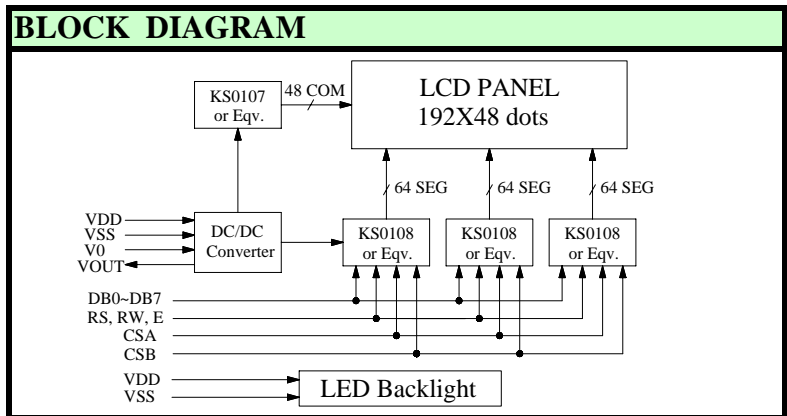 BLOCK DIAGRAM
LCD PANEL
192X48 dots
KS0107
or Eqv.
48 COM
64 SEG
64 SEG
64 SEG
VDD
VSS
V0
VOUT
DC/DC
Converter
KS0108
or Eqv.
KS0108
or Eqv.
KS0108
or Eqv.
DB0~DB7
RS, RW, E
CSA
CSB
VDD
VSS
LED Backlight